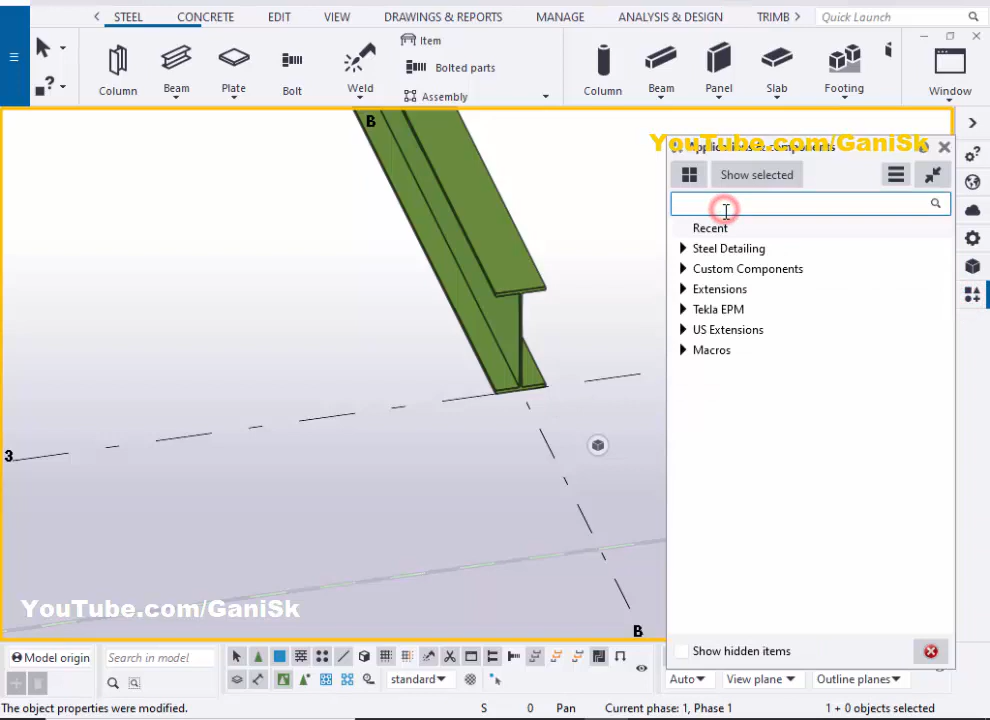 STEEL CONCRETE EDIT VIEW DRAWINGS & REPORTS MANAGE ANALYSIS & DESIGN TRIMB Quick Launch
Column Beam Plate Bolt Weld
Item
Bolted parts
Assembly
Column Beam Panel Slab Footing Window
YouTube.com/GaniSk
Applications & components
Show selected
Recent
Steel Detailing
Custom Components
Extensions
Tekla EPM
US Extensions
Macros
Show hidden items
B
3
B
YouTube.com/GaniSk
Model origin Search in model
standard Auto View plane Outline planes
The object properties were modified. S 0 Pan Current phase: 1, Phase 1 1 + 0 objects selected